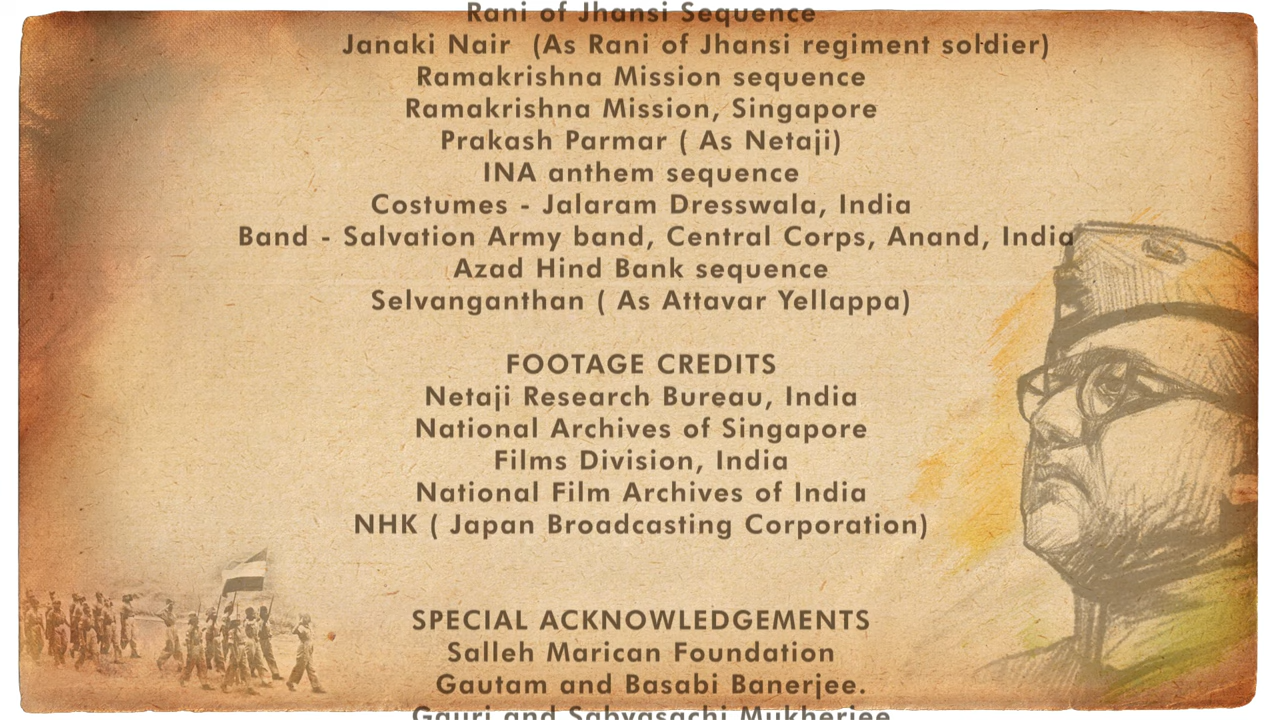 Rani of Jhansi Sequence
Janaki Nair (As Rani of Jhansi regiment soldier)
Ramakrishna Mission sequence
Ramakrishna Mission, Singapore
Prakash Parmar ( As Netaji)
INA anthem sequence
Costumes - Jalaram Dresswala, India
Band - Salvation Army band, Central Corps, Anand, India
Azad Hind Bank sequence
Selvanganthan ( As Attavar Yellappa)
FOOTAGE CREDITS
Netaji Research Bureau, India
National Archives of Singapore
Films Division, India
National Film Archives of India
NHK ( Japan Broadcasting Corporation)
SPECIAL ACKNOWLEDGEMENTS
Salleh Marican Foundation
Gautam and Basabi Banerjee.
Gauri and Sabyasachi Mukherjee